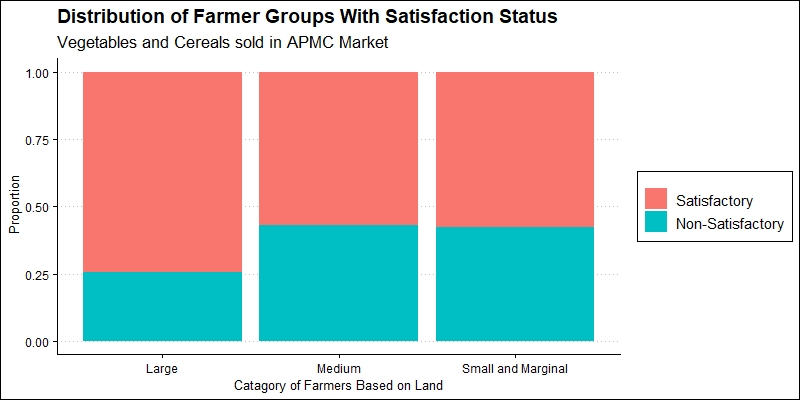 Distribution of Farmer Groups With Satisfaction Status
Vegetables and Cereals sold in APMC Market
Proportion
1.00
0.75
0.50
0.25
0.00
Large
Medium
Small and Marginal
Catagory of Farmers Based on Land
Satisfactory
Non-Satisfactory